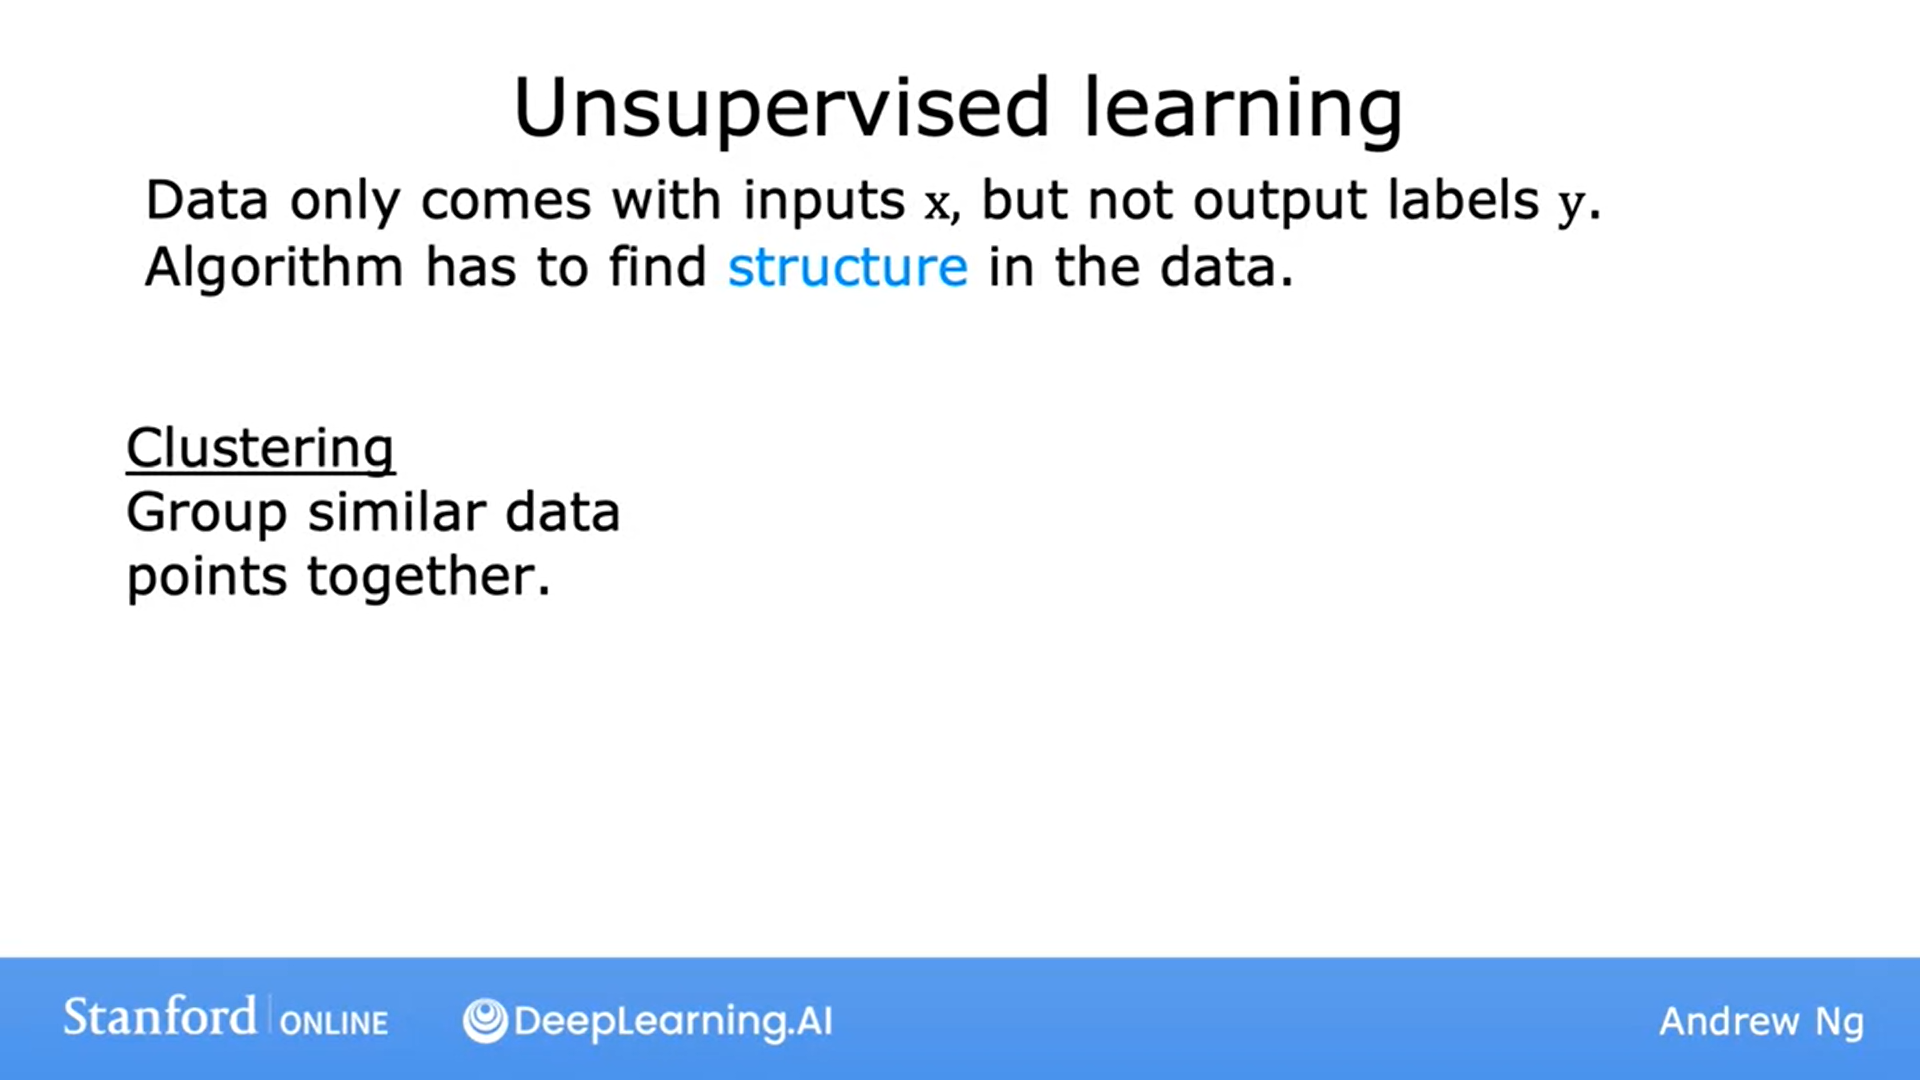 Unsupervised learning
Data only comes with inputs x, but not output labels y.
Algorithm has to find structure in the data.
Clustering
Group similar data
points together.
Stanford | ONLINE DeepLearning.AI Andrew Ng